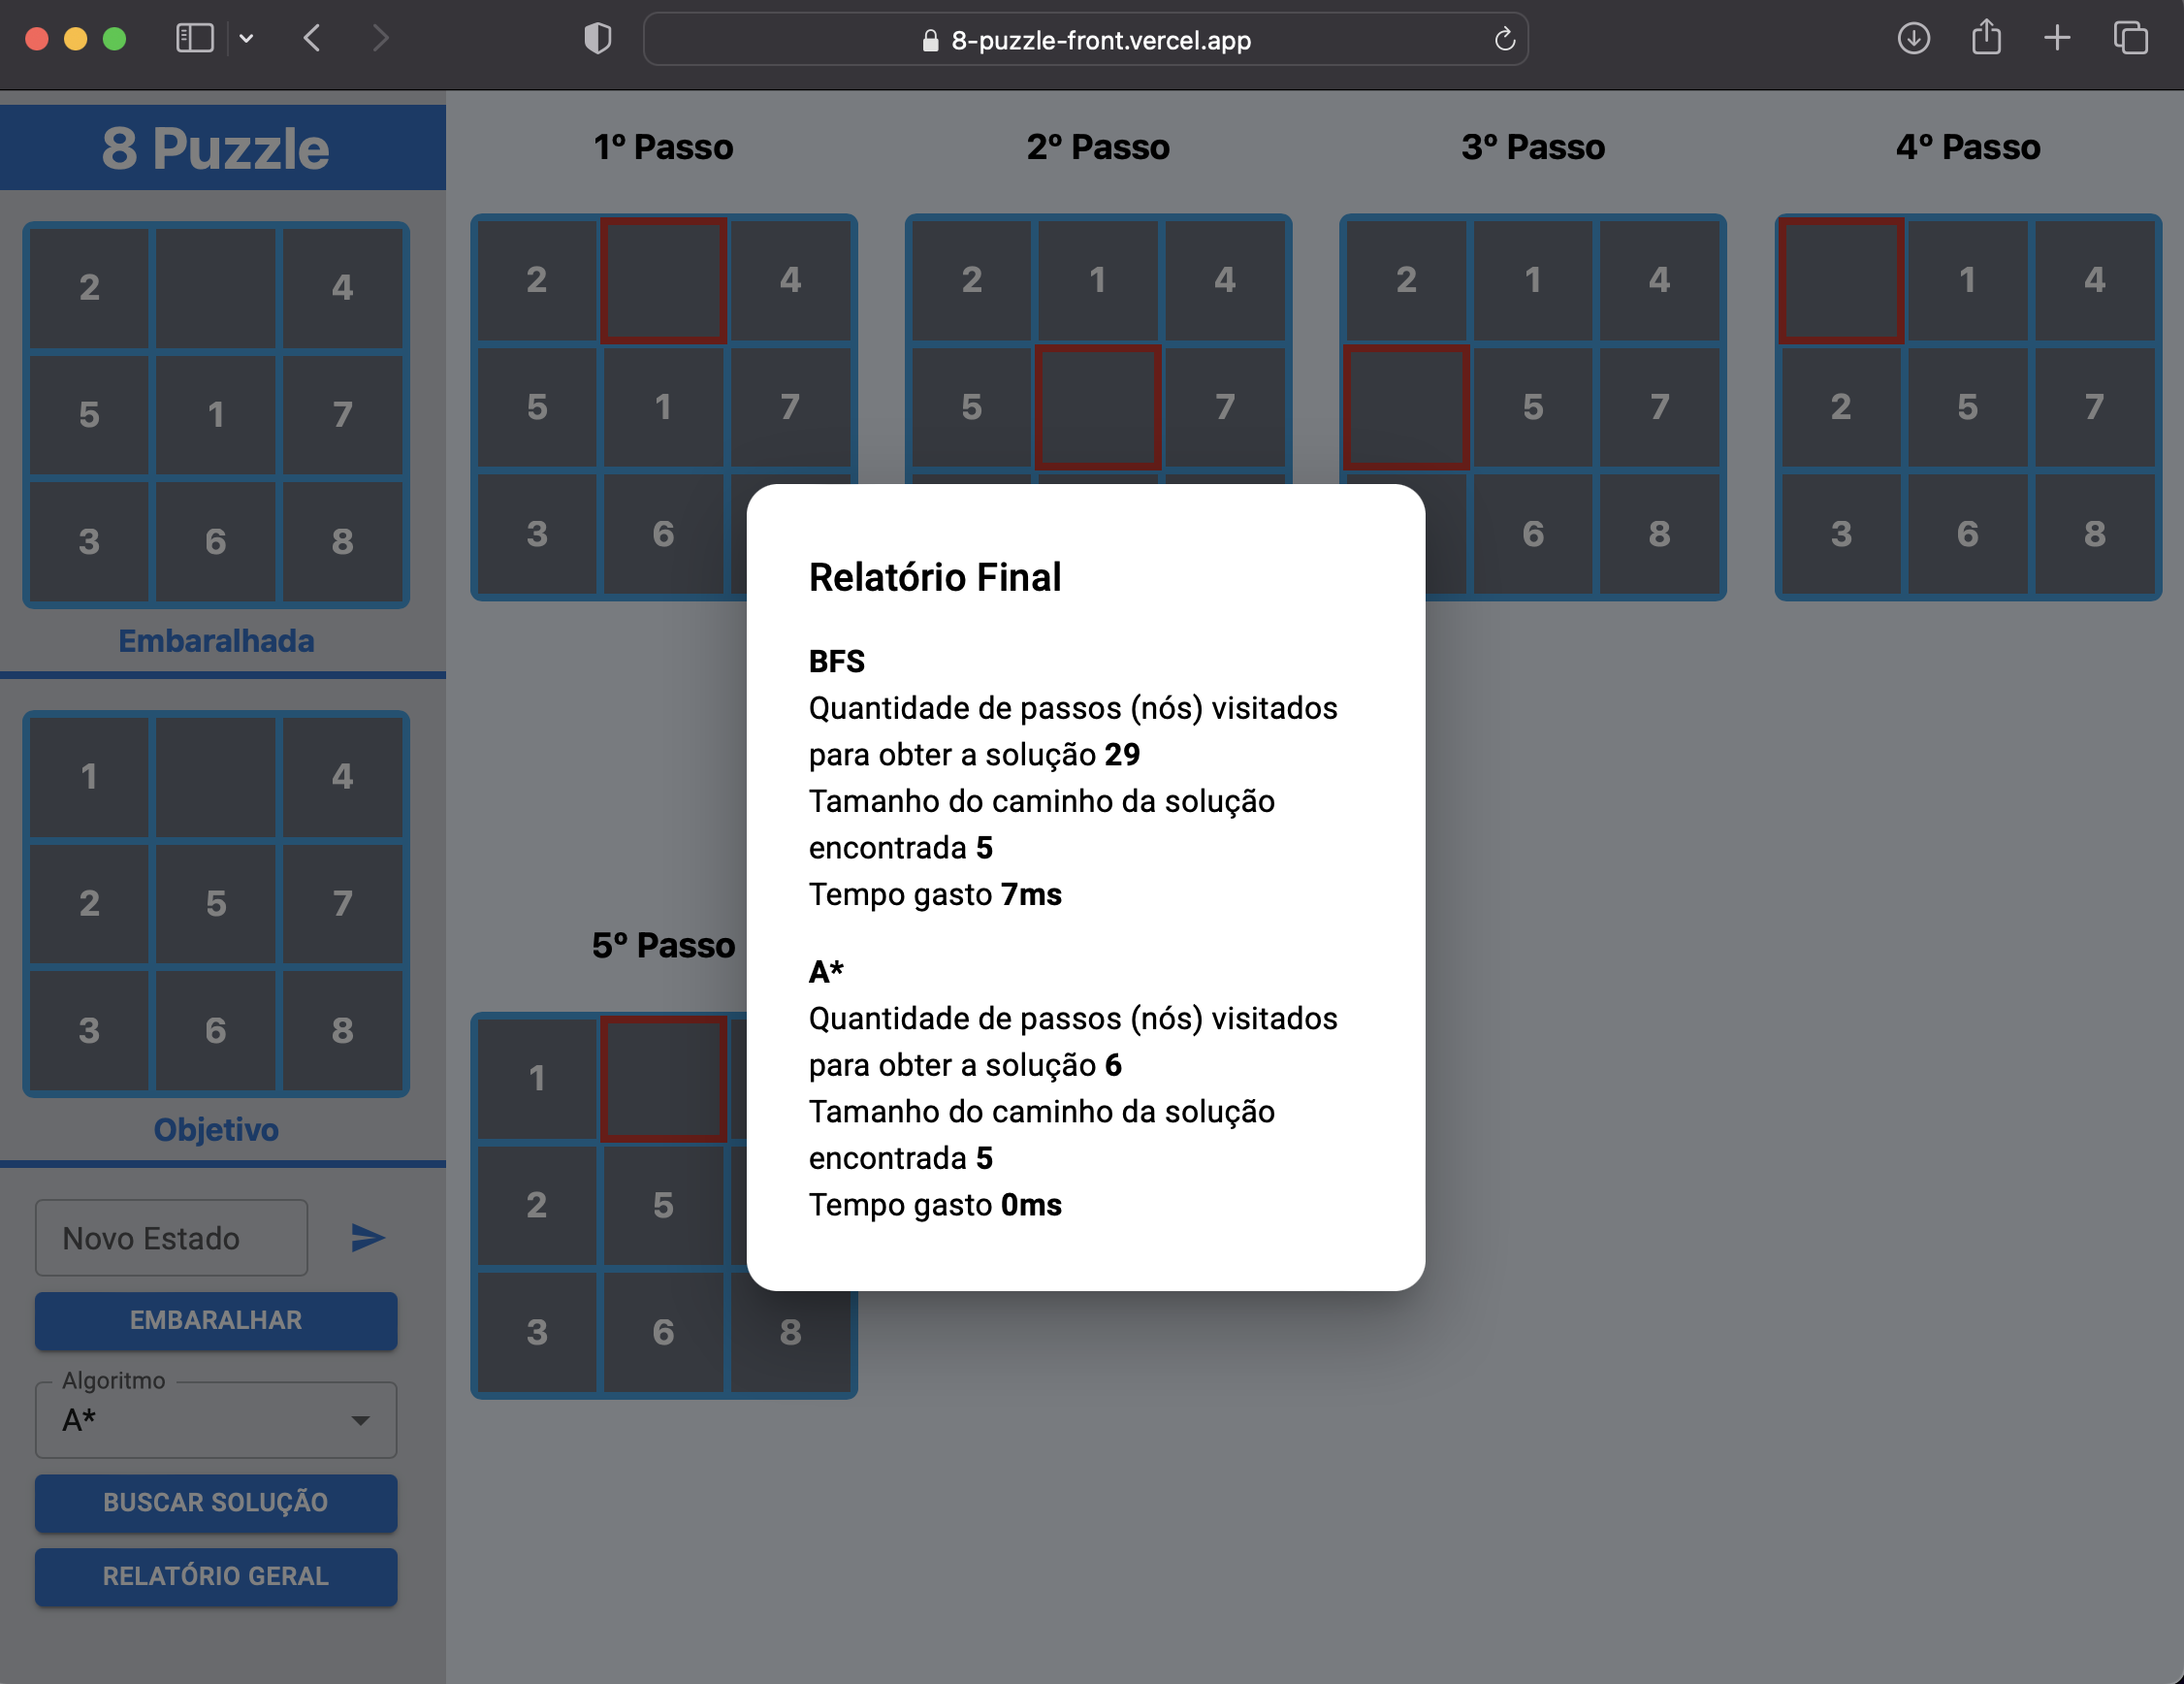 8-puzzle-front.vercel.app
8 Puzzle
2 4
5 1 7
3 6 8
Embaralhada
1 4
2 5 7
3 6 8
Objetivo
Novo Estado
EMBARALHAR
Algoritmo
A*
BUSCAR SOLUÇÃO
RELATÓRIO GERAL
1º Passo
2 4
5 1 7
3 6
2º Passo
2 1 4
5 7
3º Passo
2 1 4
5 7
6 8
4º Passo
1 4
2 5 7
3 6 8
5º Passo
1
2 5
3 6 8
Relatório Final
BFS
Quantidade de passos (nós) visitados
para obter a solução 29
Tamanho do caminho da solução
encontrada 5
Tempo gasto 7ms
A*
Quantidade de passos (nós) visitados
para obter a solução 6
Tamanho do caminho da solução
encontrada 5
Tempo gasto 0ms